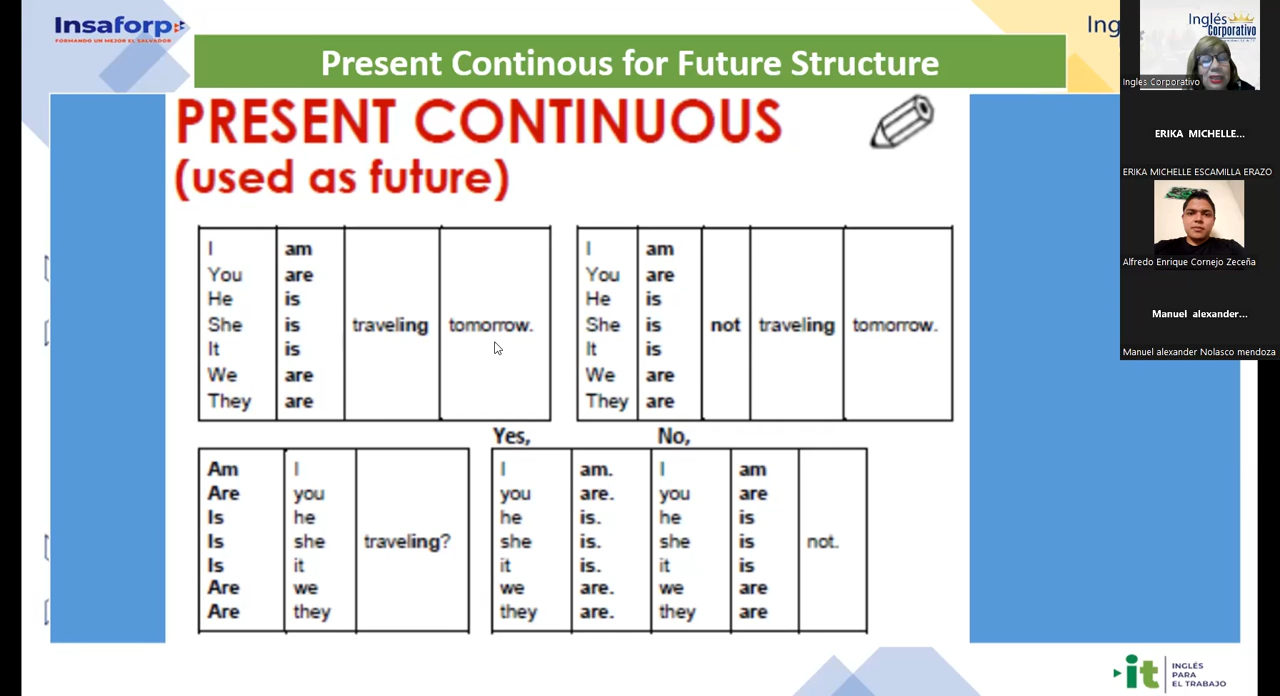 Insaforp
FORMANDO UN MEJOR EL SALVADOR
Ing
Present Continous for Future Structure
PRESENT CONTINUOUS
(used as future)
I am
You are
He is
She is traveling tomorrow.
It is
We are
They are
I am
You are
He is
She is not traveling tomorrow.
It is
We are
They are
Am I
Are you
Is he
Is she traveling?
Is it
Are we
Are they
Yes, No,
I am. I am
you are. you are
he is. he is
she is. she is not.
it is. it is
we are. we are
they are. they are
it INGLÉS
PARA
EL TRABAJO
Inglés
Corporativo
Inglés Corporativo
ERIKA MICHELLE...
ERIKA MICHELLE ESCAMILLA ERAZO
Alfredo Enrique Cornejo Zeceña
Manuel alexander...
Manuel alexander Nolasco mendoza